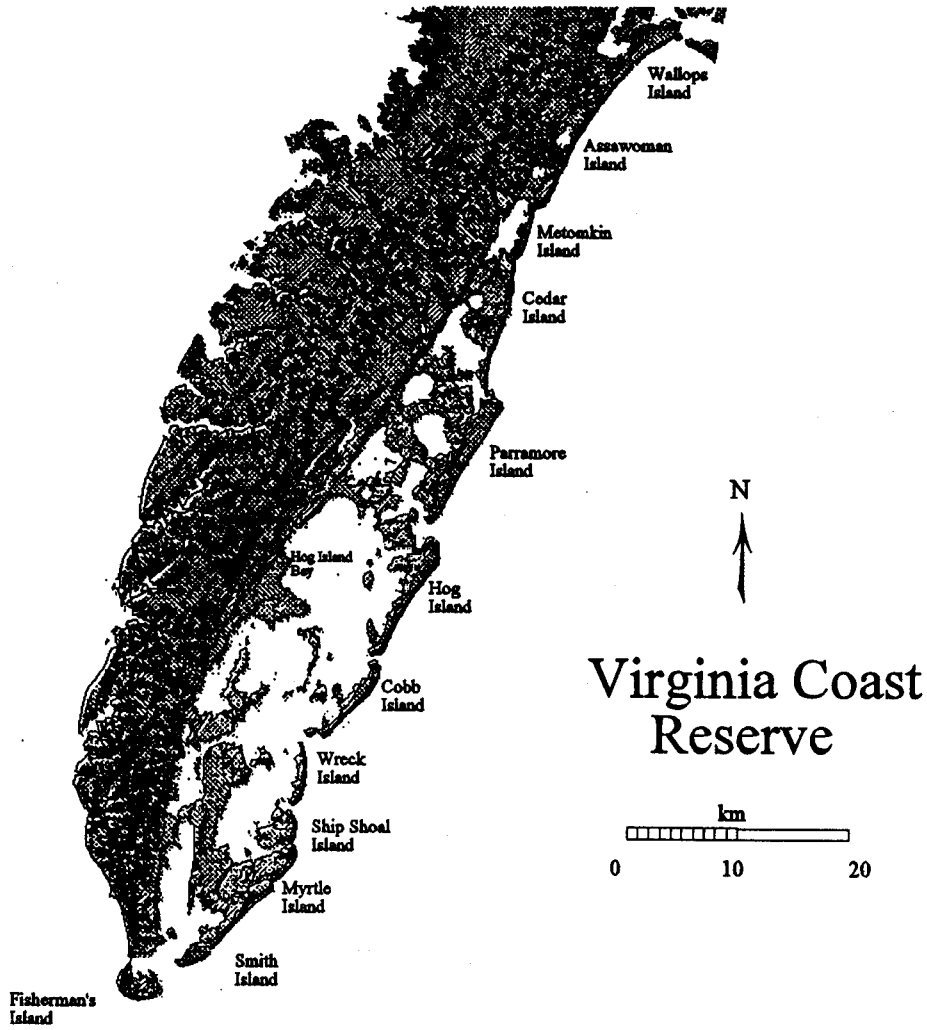 Wallops
Island
Assawoman
Island
Metomkin
Island
Cedar
Island
Parramore
Island
N
Hog Island
Bay
Hog
Island
Virginia Coast
Reserve
Cobb
Island
Wreck
Island
km
0 10 20
Ship Shoal
Island
Myrtle
Island
Smith
Island
Fisherman's
Island